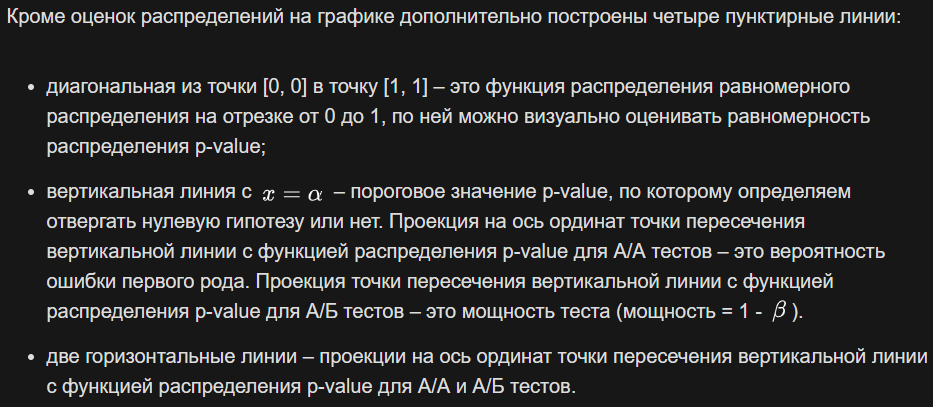 Кроме оценок распределений на графике дополнительно построены четыре пунктирные линии:
• диагональная из точки [0, 0] в точку [1, 1] – это функция распределения равномерного
распределения на отрезке от 0 до 1, по ней можно визуально оценивать равномерность
распределения p-value;
• вертикальная линия с x = α – пороговое значение p-value, по которому определяем
отвергать нулевую гипотезу или нет. Проекция на ось ординат точки пересечения
вертикальной линии с функцией распределения p-value для А/А тестов – это вероятность
ошибки первого рода. Проекция точки пересечения вертикальной линии с функцией
распределения p-value для А/Б тестов – это мощность теста (мощность = 1 - β ).
• две горизонтальные линии – проекции на ось ординат точки пересечения вертикальной линии
с функцией распределения p-value для А/А и А/Б тестов.